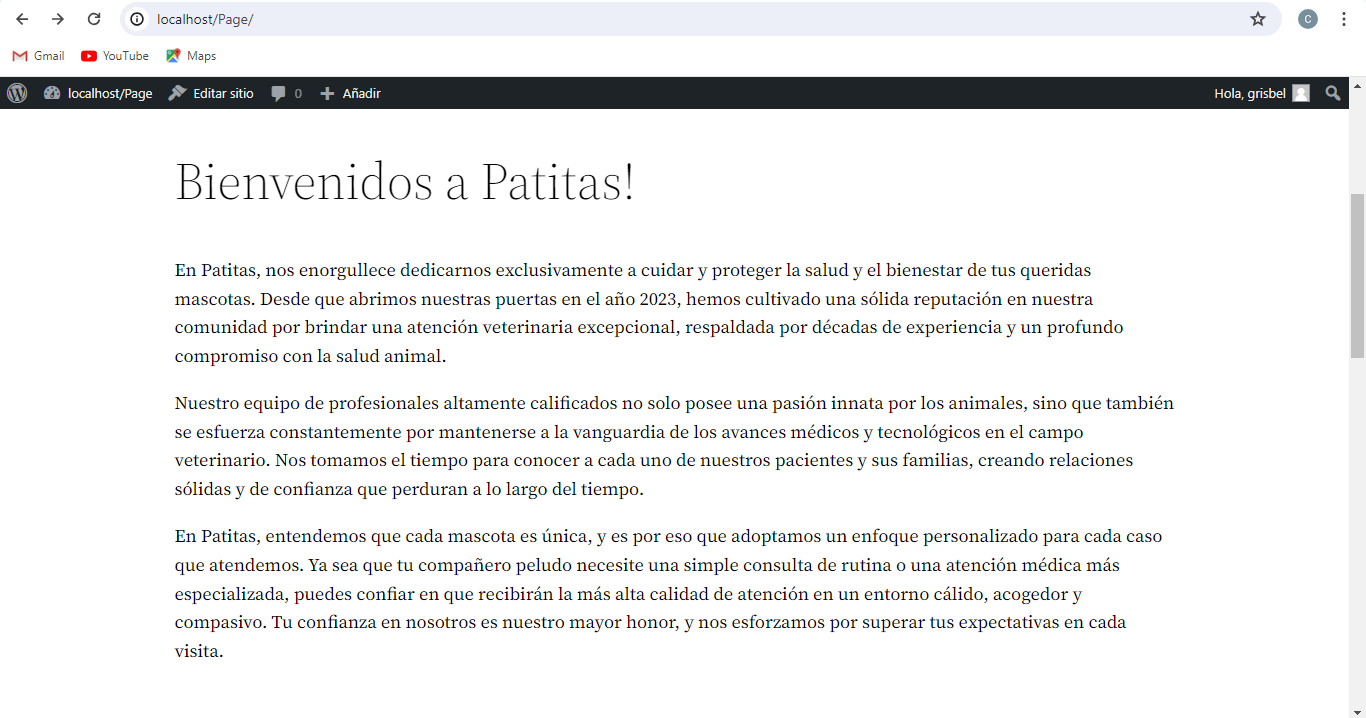 localhost/Page/
C
Gmail YouTube Maps
localhost/Page Editar sitio 0 Añadir Hola, grisbel
Bienvenidos a Patitas!
En Patitas, nos enorgullece dedicarnos exclusivamente a cuidar y proteger la salud y el bienestar de tus queridas
mascotas. Desde que abrimos nuestras puertas en el año 2023, hemos cultivado una sólida reputación en nuestra
comunidad por brindar una atención veterinaria excepcional, respaldada por décadas de experiencia y un profundo
compromiso con la salud animal.
Nuestro equipo de profesionales altamente calificados no solo posee una pasión innata por los animales, sino que también
se esfuerza constantemente por mantenerse a la vanguardia de los avances médicos y tecnológicos en el campo
veterinario. Nos tomamos el tiempo para conocer a cada uno de nuestros pacientes y sus familias, creando relaciones
sólidas y de confianza que perduran a lo largo del tiempo.
En Patitas, entendemos que cada mascota es única, y es por eso que adoptamos un enfoque personalizado para cada caso
que atendemos. Ya sea que tu compañero peludo necesite una simple consulta de rutina o una atención médica más
especializada, puedes confiar en que recibirán la más alta calidad de atención en un entorno cálido, acogedor y
compasivo. Tu confianza en nosotros es nuestro mayor honor, y nos esforzamos por superar tus expectativas en cada
visita.